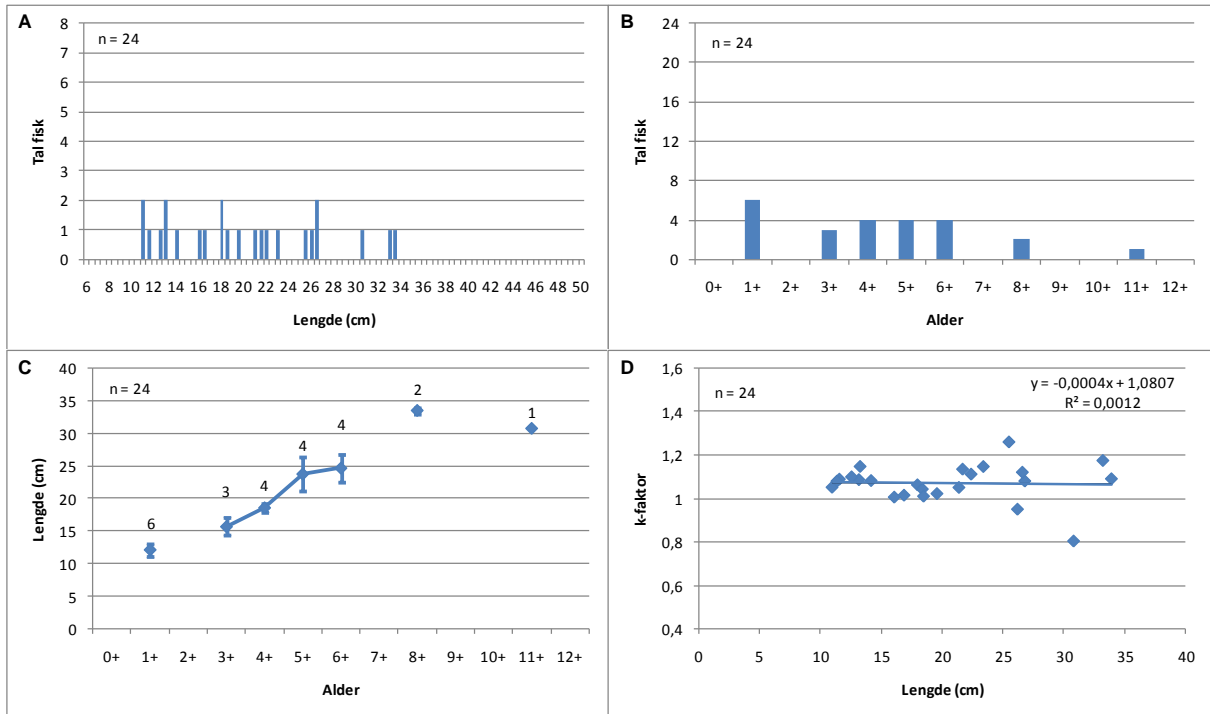 A
n = 24
Tal fisk
8
7
6
5
4
3
2
1
0
6 8 10 12 14 16 18 20 22 24 26 28 30 32 34 36 38 40 42 44 46 48 50
Lengde (cm)
B
n = 24
Tal fisk
24
20
16
12
8
4
0
0+ 1+ 2+ 3+ 4+ 5+ 6+ 7+ 8+ 9+ 10+ 11+ 12+
Alder
C
n = 24
Lengde (cm)
40
35
30
25
20
15
10
5
0
6
3
4
4
4
2
1
0+ 1+ 2+ 3+ 4+ 5+ 6+ 7+ 8+ 9+ 10+ 11+ 12+
Alder
D
n = 24
y = -0,0004x + 1,0807
R² = 0,0012
k-faktor
1,6
1,4
1,2
1
0,8
0,6
0,4
0 5 10 15 20 25 30 35 40
Lengde (cm)